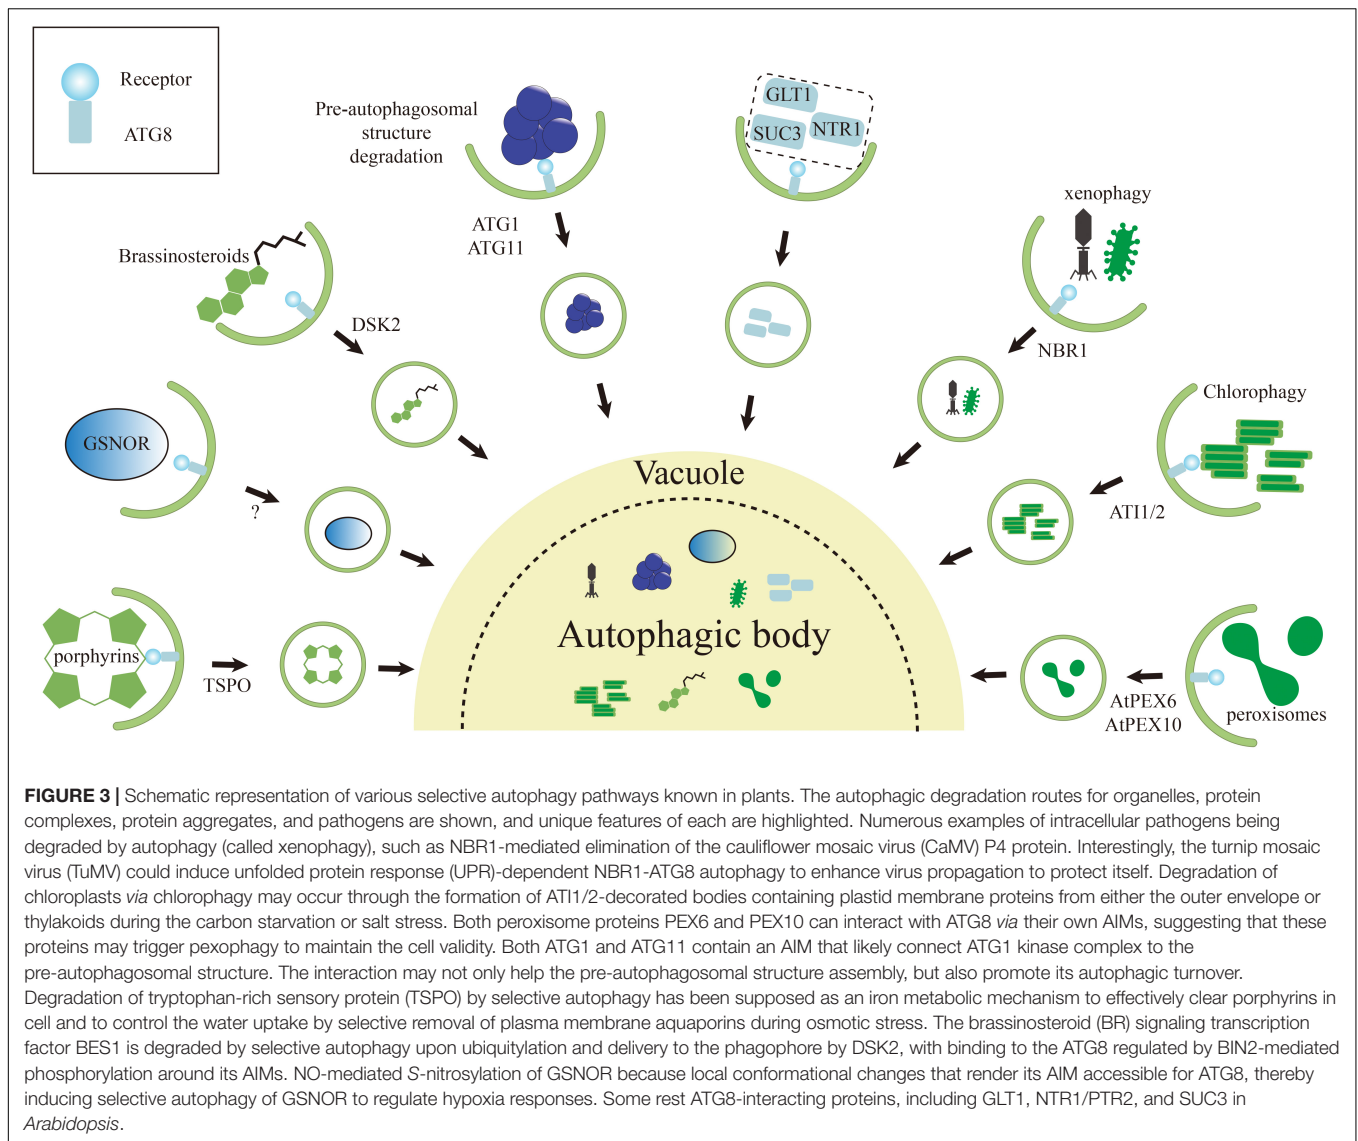 Receptor
ATG8
Pre-autophagosomal
structure
degradation
GLT1
SUC3
NTR1
xenophagy
ATG1
ATG11
Brassinosteroids
DSK2
NBR1
Chlorophagy
GSNOR
?
ATI1/2
Vacuole
Autophagic body
porphyrins
TSPO
AtPEX6
AtPEX10
peroxisomes
FIGURE 3 | Schematic representation of various selective autophagy pathways known in plants. The autophagic degradation routes for organelles, protein
complexes, protein aggregates, and pathogens are shown, and unique features of each are highlighted. Numerous examples of intracellular pathogens being
degraded by autophagy (called xenophagy), such as NBR1-mediated elimination of the cauliflower mosaic virus (CaMV) P4 protein. Interestingly, the turnip mosaic
virus (TuMV) could induce unfolded protein response (UPR)-dependent NBR1-ATG8 autophagy to enhance virus propagation to protect itself. Degradation of
chloroplasts via chlorophagy may occur through the formation of ATI1/2-decorated bodies containing plastid membrane proteins from either the outer envelope or
thylakoids during the carbon starvation or salt stress. Both peroxisome proteins PEX6 and PEX10 can interact with ATG8 via their own AIMs, suggesting that these
proteins may trigger pexophagy to maintain the cell validity. Both ATG1 and ATG11 contain an AIM that likely connect ATG1 kinase complex to the
pre-autophagosomal structure. The interaction may not only help the pre-autophagosomal structure assembly, but also promote its autophagic turnover.
Degradation of tryptophan-rich sensory protein (TSPO) by selective autophagy has been supposed as an iron metabolic mechanism to effectively clear porphyrins in
cell and to control the water uptake by selective removal of plasma membrane aquaporins during osmotic stress. The brassinosteroid (BR) signaling transcription
factor BES1 is degraded by selective autophagy upon ubiquitylation and delivery to the phagophore by DSK2, with binding to the ATG8 regulated by BIN2-mediated
phosphorylation around its AIMs. NO-mediated S-nitrosylation of GSNOR because local conformational changes that render its AIM accessible for ATG8, thereby
inducing selective autophagy of GSNOR to regulate hypoxia responses. Some rest ATG8-interacting proteins, including GLT1, NTR1/PTR2, and SUC3 in
Arabidopsis.